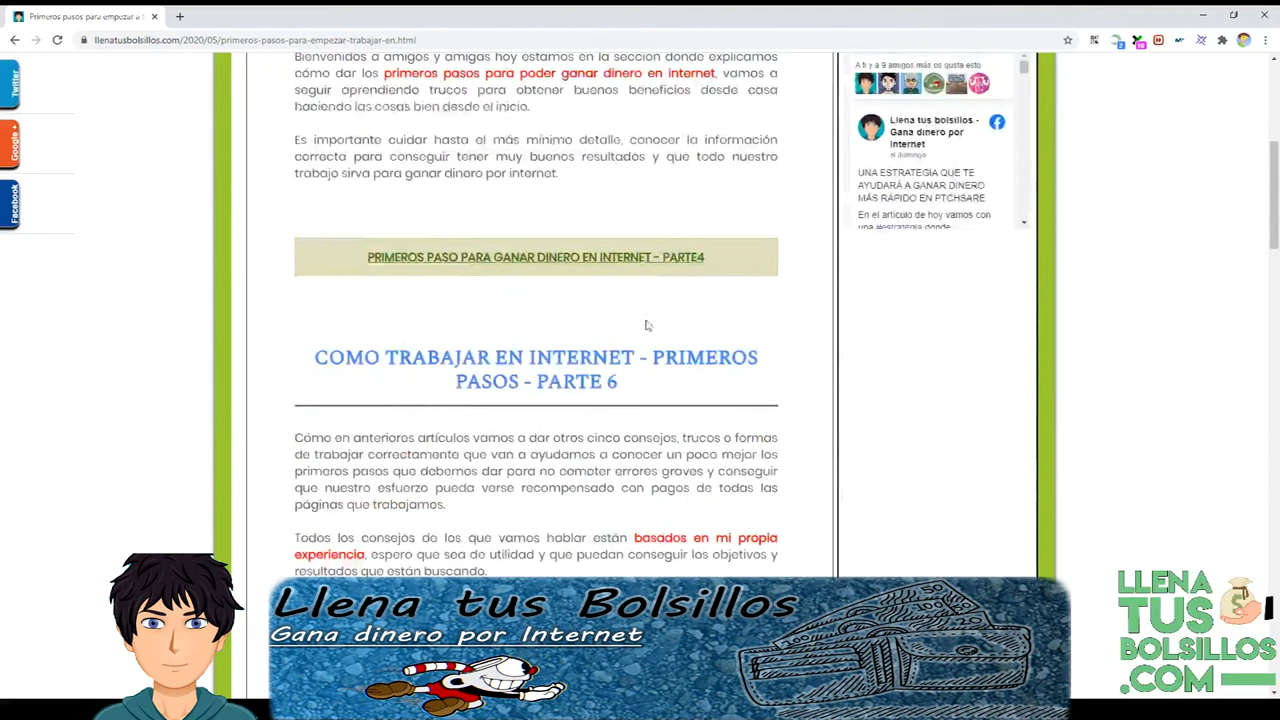 Primeros pasos para empezar a t
llenatusbolsillos.com/2020/05/primeros-pasos-para-empezar-trabajar-en.html
Twitter
Google +
Facebook
Bienvenidos a amigos y amigas hoy estamos en la sección donde explicamos
cómo dar los primeros pasos para poder ganar dinero en internet, vamos a
seguir aprendiendo trucos para obtener buenos beneficios desde casa
haciendo las cosas bien desde el inicio.
Es importante cuidar hasta el más mínimo detalle, conocer la información
correcta para conseguir tener muy buenos resultados y que todo nuestro
trabajo sirva para ganar dinero por internet.
PRIMEROS PASO PARA GANAR DINERO EN INTERNET - PARTE4
COMO TRABAJAR EN INTERNET - PRIMEROS
PASOS - PARTE 6
Cómo en anteriores artículos vamos a dar otros cinco consejos, trucos o formas
de trabajar correctamente que van a ayudarnos a conocer un poco mejor los
primeros pasos que debemos dar para no cometer errores graves y conseguir
que nuestro esfuerzo pueda verse recompensado con pagos de todas las
páginas que trabajamos.
Todos los consejos de los que vamos hablar están basados en mi propia
experiencia, espero que sea de utilidad y que puedan conseguir los objetivos y
resultados que están buscando.
A ti y a 9 amigos más os gusta esto
Llena tus bolsillos -
Gana dinero por
Internet
el domingo
UNA ESTRATEGIA QUE TE
AYUDARÁ A GANAR DINERO
MÁS RÁPIDO EN PTCHSARE
En el artículo de hoy vamos con
una #estrategia donde
Llena tus Bolsillos
Gana dinero por Internet
LLENA
TUS
BOLSILLOS
.COM